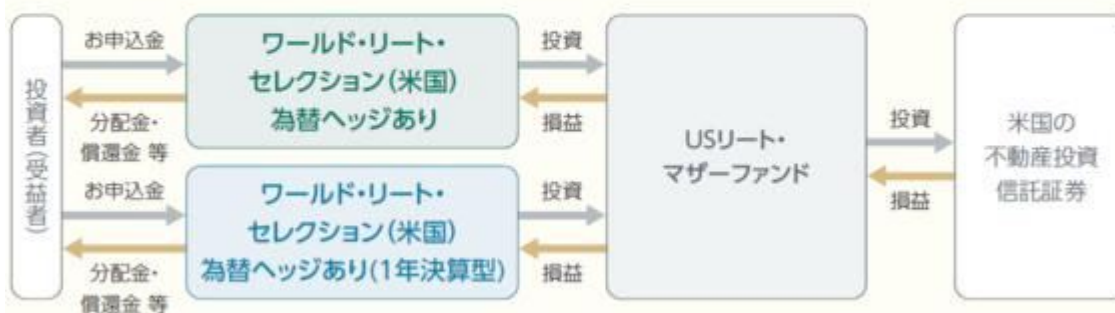 投資者(受益者)
お申込金
分配金・
償還金 等
ワールド・リート・
セレクション(米国)
為替ヘッジあり
投資
損益
お申込金
分配金・
償還金 等
ワールド・リート・
セレクション(米国)
為替ヘッジあり(1年決算型)
投資
損益
USリート・
マザーファンド
投資
損益
米国の
不動産投資
信託証券